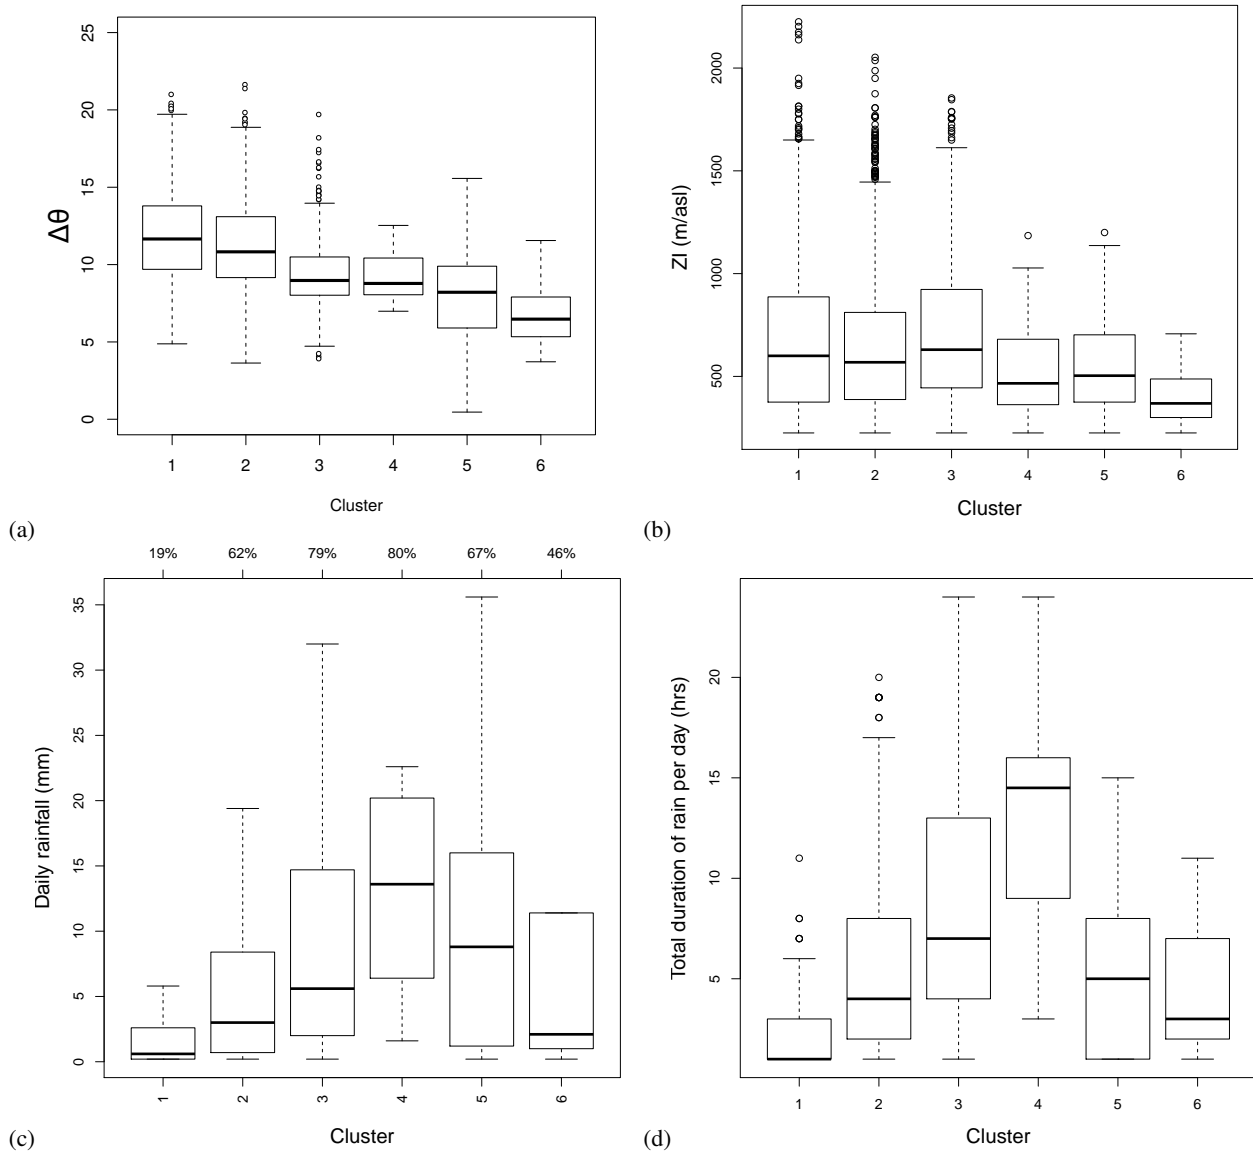 25
20
15
10
5
0
Δθ
1 2 3 4 5 6
Cluster
(a)
2000
1500
1000
500
ZI (m/asl)
1 2 3 4 5 6
Cluster
(b)
19% 62% 79% 80% 67% 46%
35
30
25
20
15
10
5
0
Daily rainfall (mm)
1 2 3 4 5 6
Cluster
(c)
20
15
10
5
Total duration of rain per day (hrs)
1 2 3 4 5 6
Cluster
(d)